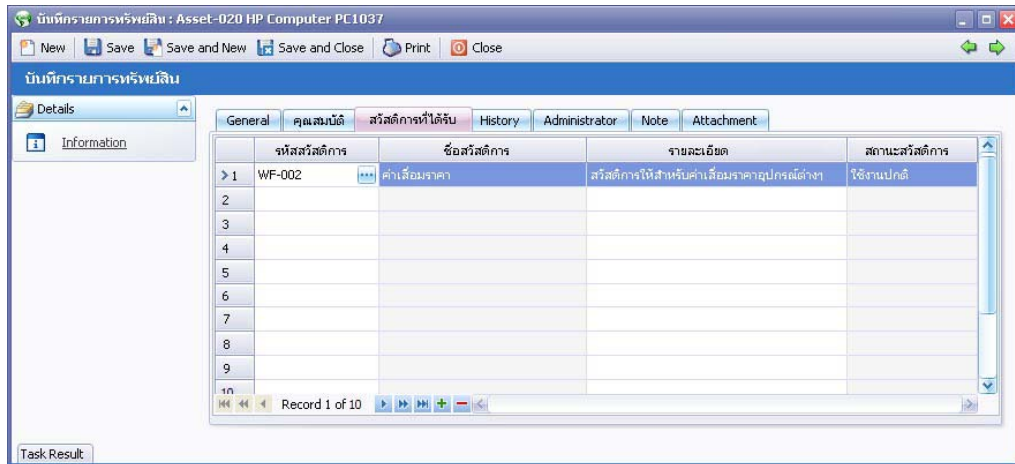 บันทึกรายการทรัพย์สิน : Asset-020 HP Computer PC1037
New Save Save and New Save and Close Print Close
บันทึกรายการทรัพย์สิน
Details
Information
General คุณสมบัติ สวัสดิการที่ได้รับ History Administrator Note Attachment
รหัสสวัสดิการ ชื่อสวัสดิการ รายละเอียด สถานะสวัสดิการ
1 WF-002 ... ค่าเสื่อมราคา สวัสดิการให้สำหรับค่าเสื่อมราคาอุปกรณ์ต่างๆ ใช้งานปกติ
2
3
4
5
6
7
8
9
10
Record 1 of 10
Task Result